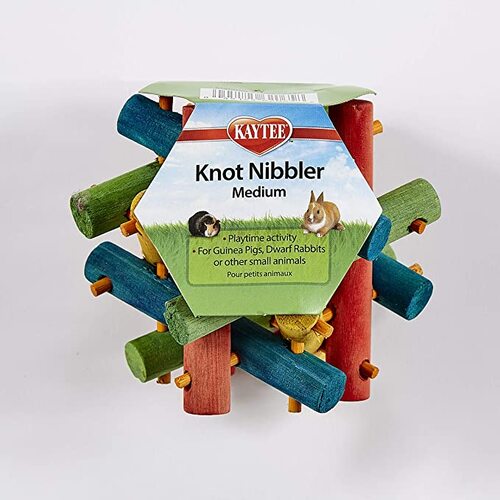 KAYTEE
Knot Nibbler
Medium
• Playtime activity
• For Guinea Pigs, Dwarf Rabbits
or other small animals
Pour petits animaux